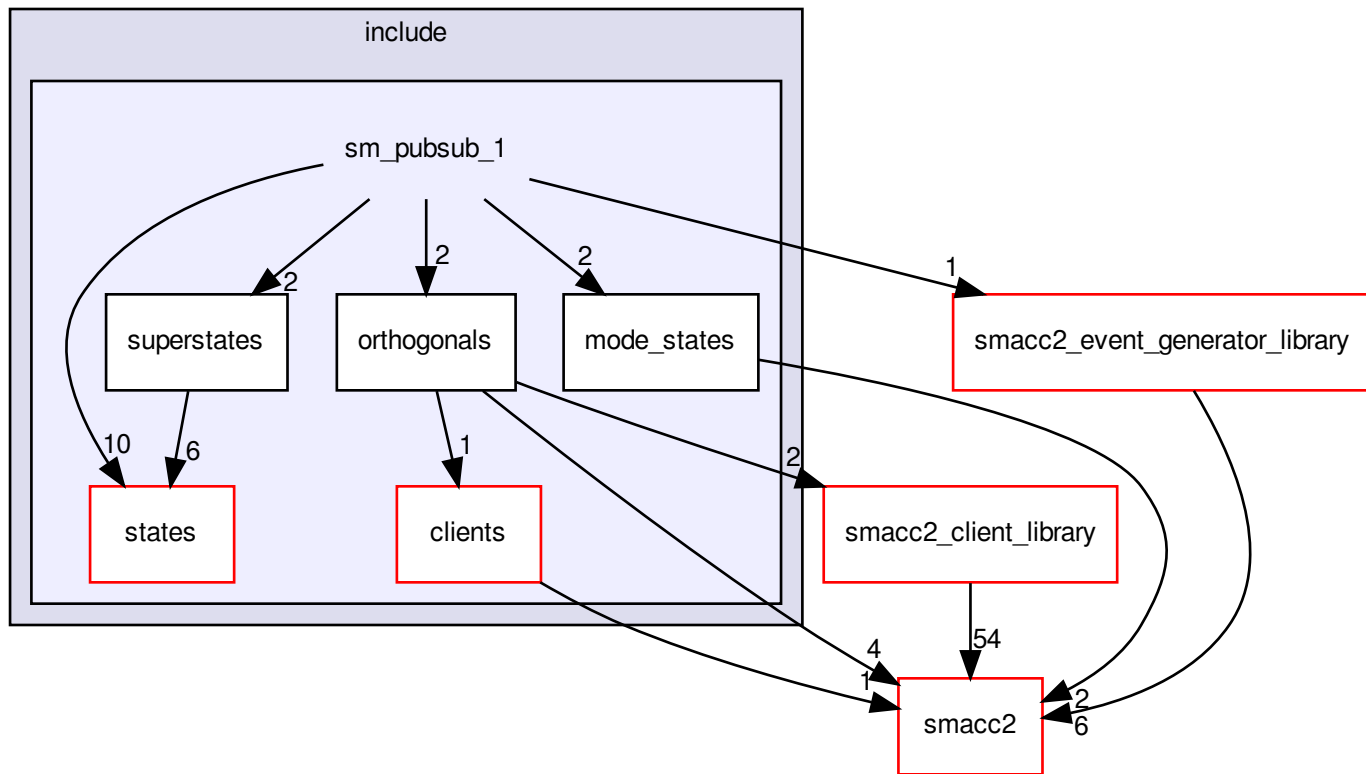 include
sm_pubsub_1
2
2
2
1
superstates
orthogonals
mode_states
smacc2_event_generator_library
10
6
1
2
states
clients
smacc2_client_library
4
1
54
2
6
smacc2